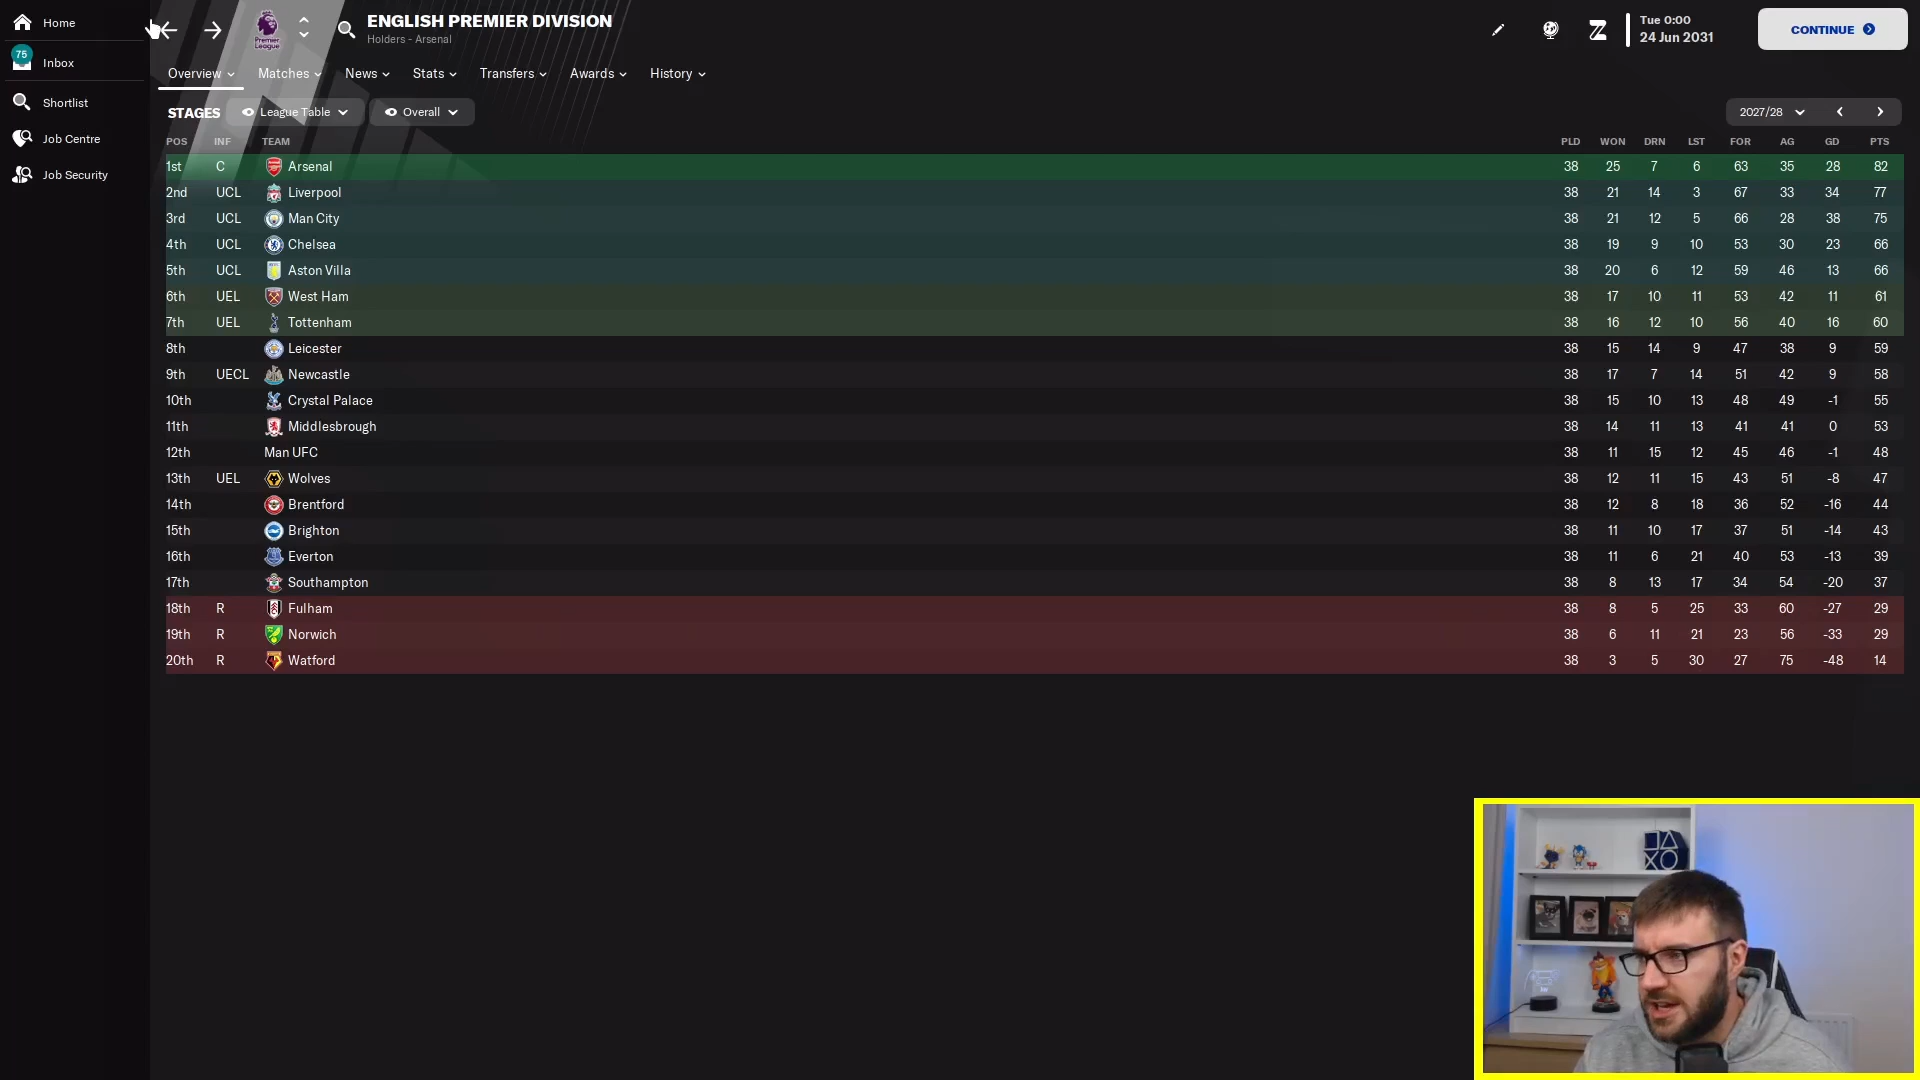 Home
75
Inbox
Shortlist
Job Centre
Job Security
Premier League
ENGLISH PREMIER DIVISION
Holders - Arsenal
Tue 0:00
24 Jun 2031
CONTINUE
Overview Matches News Stats Transfers Awards History
STAGES League Table Overall 2027/28
POS INF TEAM PLD WON DRN LST FOR AG GD PTS
1st C Arsenal 38 25 7 6 63 35 28 82
2nd UCL Liverpool 38 21 14 3 67 33 34 77
3rd UCL Man City 38 21 12 5 66 28 38 75
4th UCL Chelsea 38 19 9 10 53 30 23 66
5th UCL Aston Villa 38 20 6 12 59 46 13 66
6th UEL West Ham 38 17 10 11 53 42 11 61
7th UEL Tottenham 38 16 12 10 56 40 16 60
8th Leicester 38 15 14 9 47 38 9 59
9th UECL Newcastle 38 17 7 14 51 42 9 58
10th Crystal Palace 38 15 10 13 48 49 -1 55
11th Middlesbrough 38 14 11 13 41 41 0 53
12th Man UFC 38 11 15 12 45 46 -1 48
13th UEL Wolves 38 12 11 15 43 51 -8 47
14th Brentford 38 12 8 18 36 52 -16 44
15th Brighton 38 11 10 17 37 51 -14 43
16th Everton 38 11 6 21 40 53 -13 39
17th Southampton 38 8 13 17 34 54 -20 37
18th R Fulham 38 8 5 25 33 60 -27 29
19th R Norwich 38 6 11 21 23 56 -33 29
20th R Watford 38 3 5 30 27 75 -48 14